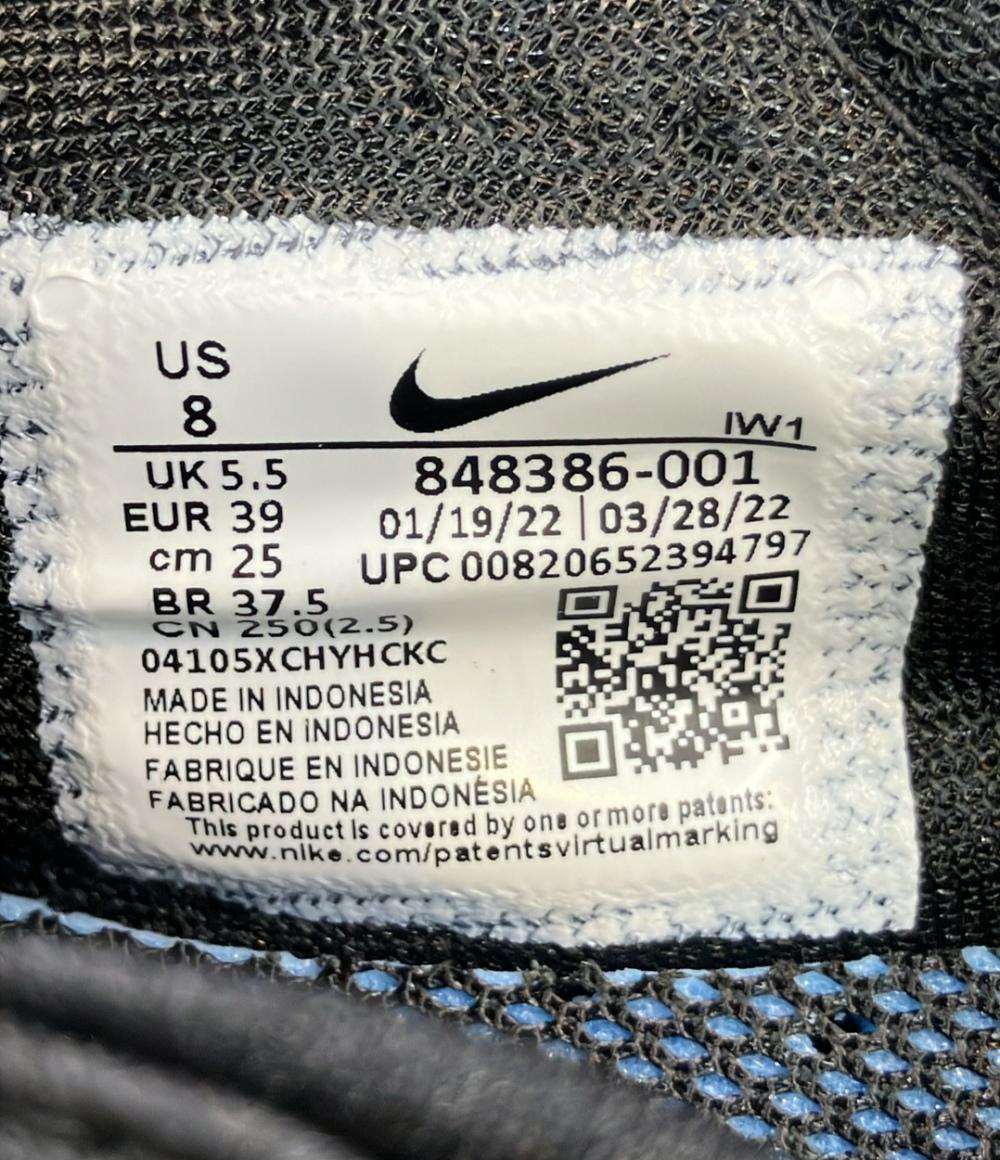 US
8
IW1
UK 5.5
848386-001
EUR 39
01/19/22 | 03/28/22
cm 25
UPC 00820652394797
BR 37.5
CN 250(2.5)
04105XCHYHCKC
MADE IN INDONESIA
HECHO EN INDONESIA
FABRIQUE EN INDONESIE
FABRICADO NA INDONÉSIA
This product is covered by one or more patents:
www.nike.com/patentsvirtualmarking